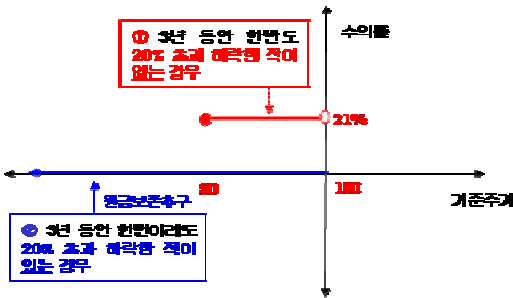 ① 3년 동안 한번도
20% 초과 하락한 적이
없는 경우
수익률
21%
80
100
기준주가
원금보존추구
② 3년 동안 한번이라도
20% 초과 하락한 적이
있는 경우